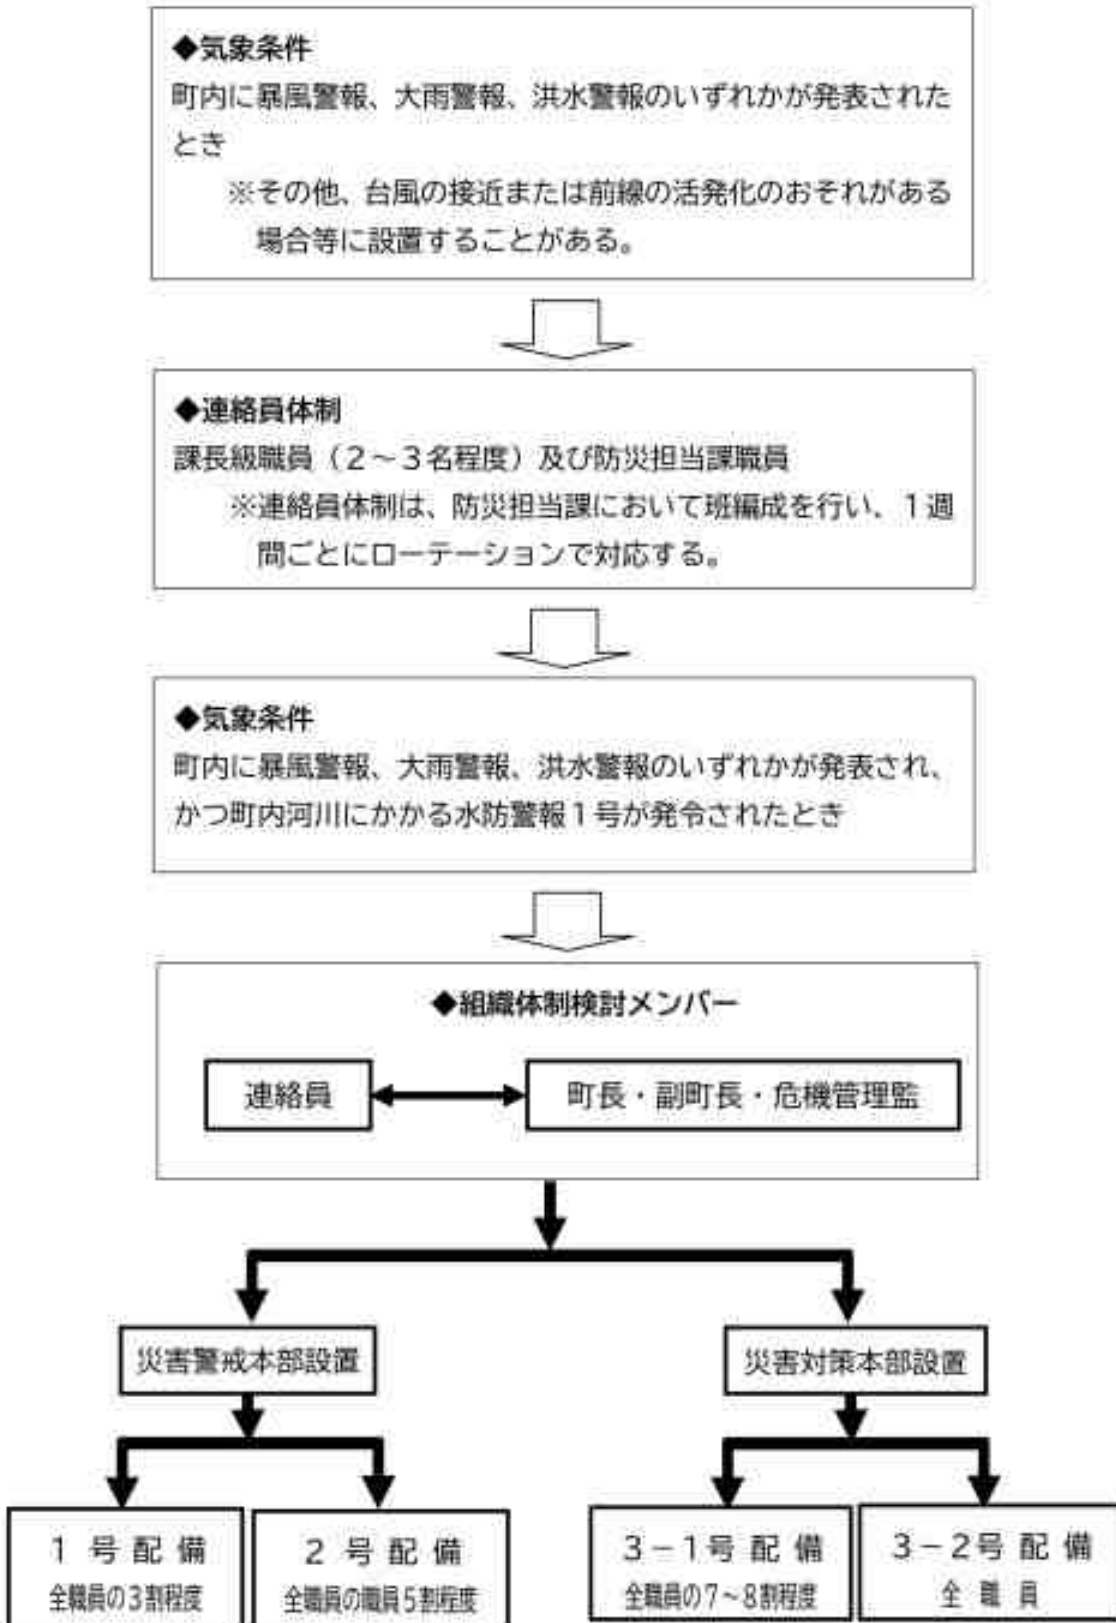 ◆気象条件
町内に暴風警報、大雨警報、洪水警報のいずれかが発表された
とき
※その他、台風の接近または前線の活発化のおそれがある
場合等に設置することがある。
◆連絡員体制
課長級職員（２～３名程度）及び防災担当課職員
※連絡員体制は、防災担当課において班編成を行い、１週
間ごとにローテーションで対応する。
◆気象条件
町内に暴風警報、大雨警報、洪水警報のいずれかが発表され、
かつ町内河川にかかる水防警報１号が発令されたとき
◆組織体制検討メンバー
連絡員
町長・副町長・危機管理監
災害警戒本部設置
災害対策本部設置
１号配備
全職員の３割程度
２号配備
全職員の職員５割程度
３－１号配備
全職員の７～８割程度
３－２号配備
全職員